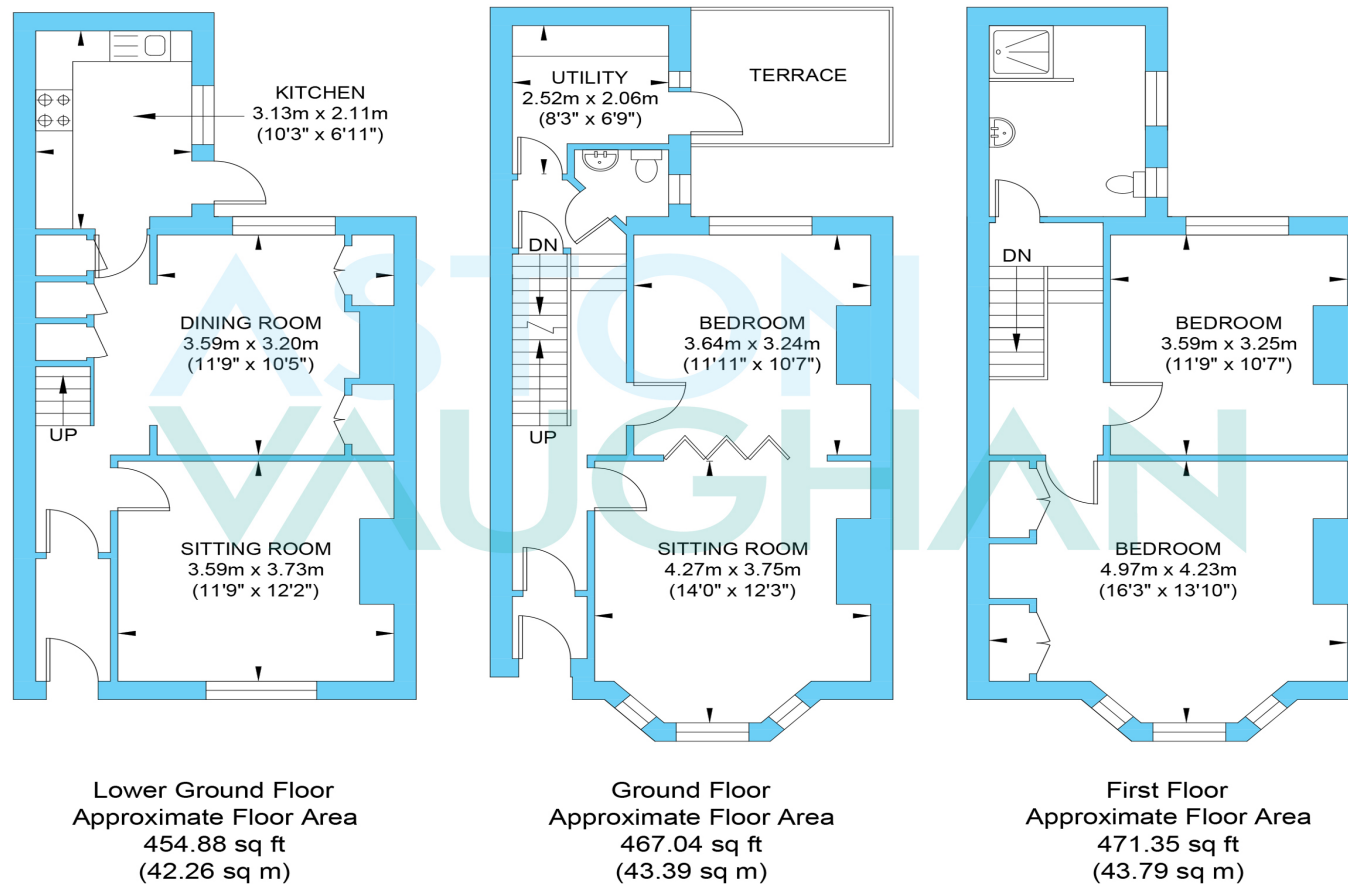 KITCHEN
3.13m x 2.11m
(10'3" x 6'11")
DINING ROOM
3.59m x 3.20m
(11'9" x 10'5")
UP
SITTING ROOM
3.59m x 3.73m
(11'9" x 12'2")
Lower Ground Floor
Approximate Floor Area
454.88 sq ft
(42.26 sq m)
UTILITY
2.52m x 2.06m
(8'3" x 6'9")
TERRACE
DN
BEDROOM
3.64m x 3.24m
(11'11" x 10'7")
UP
SITTING ROOM
4.27m x 3.75m
(14'0" x 12'3")
Ground Floor
Approximate Floor Area
467.04 sq ft
(43.39 sq m)
DN
BEDROOM
3.59m x 3.25m
(11'9" x 10'7")
BEDROOM
4.97m x 4.23m
(16'3" x 13'10")
First Floor
Approximate Floor Area
471.35 sq ft
(43.79 sq m)
ASTON
VAUGHAN